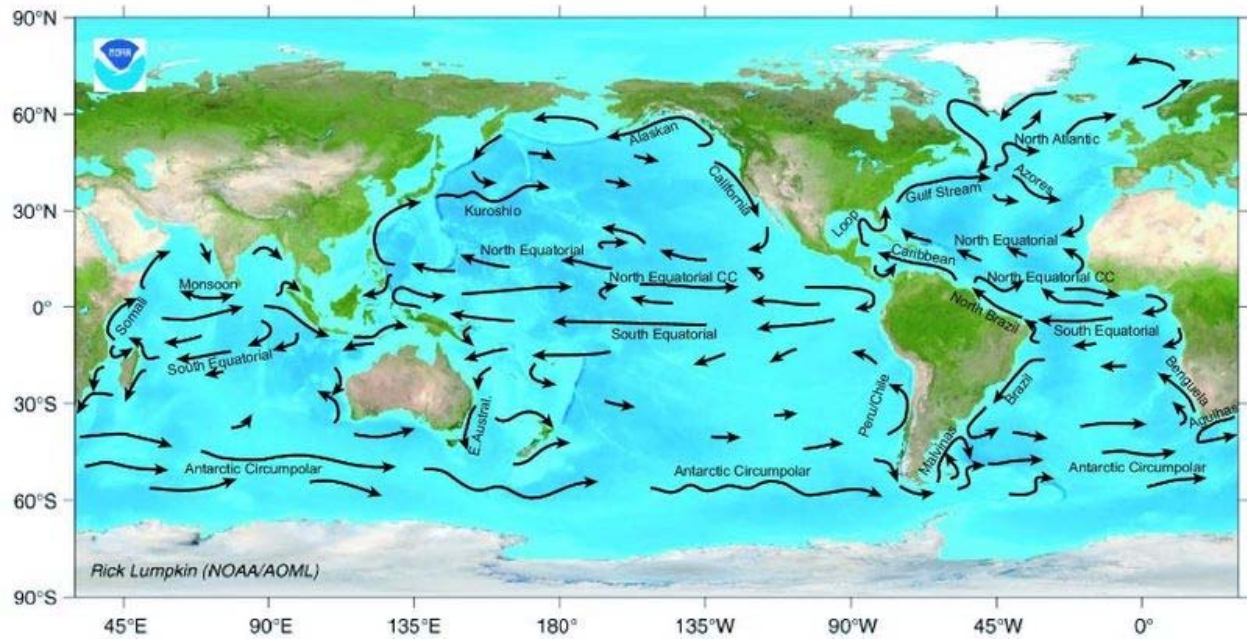 90°N
NOAA
60°N
Alaskan
North Atlantic
California
Gulf Stream
Azores
30°N
Kuroshio
Loop
North Equatorial
North Equatorial
Caribbean
Monsoon
North Equatorial CC
North Equatorial CC
0°
Somali
North Brazil
South Equatorial
South Equatorial
South Equatorial
Benguela
30°S
E.Austral.
Peru/Chile
Brazil
Agulhas
Malvinas
Antarctic Circumpolar
Antarctic Circumpolar
Antarctic Circumpolar
60°S
Rick Lumpkin (NOAA/AOML)
90°S
45°E 90°E 135°E 180° 135°W 90°W 45°W 0°